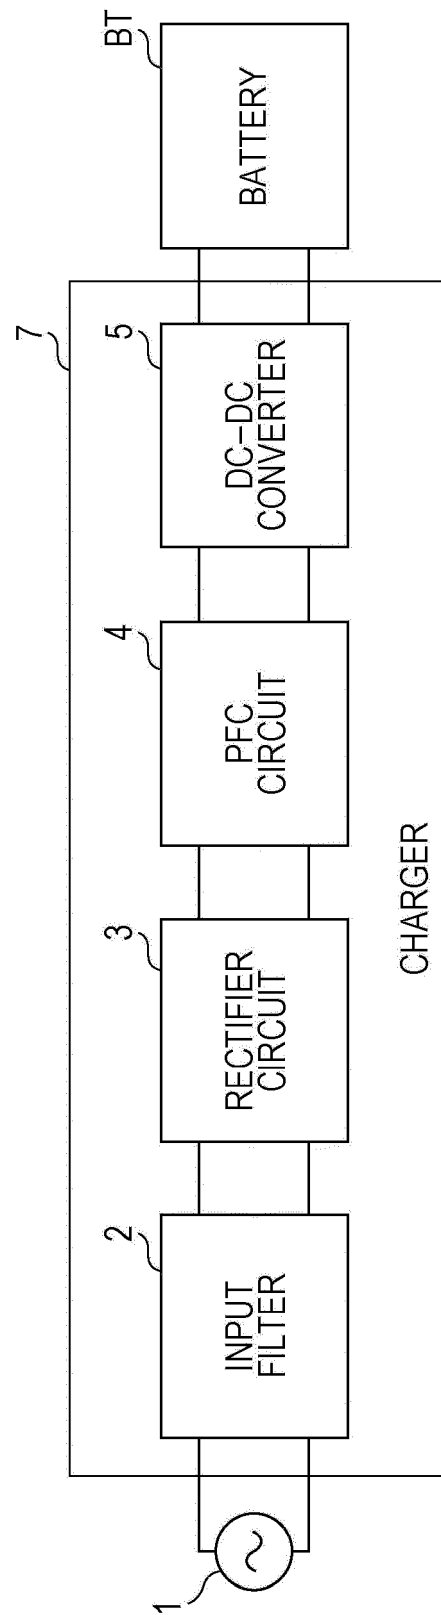 7
1
2
3
4
5
BT
INPUT
FILTER
RECTIFIER
CIRCUIT
PFC
CIRCUIT
DC-DC
CONVERTER
BATTERY
CHARGER